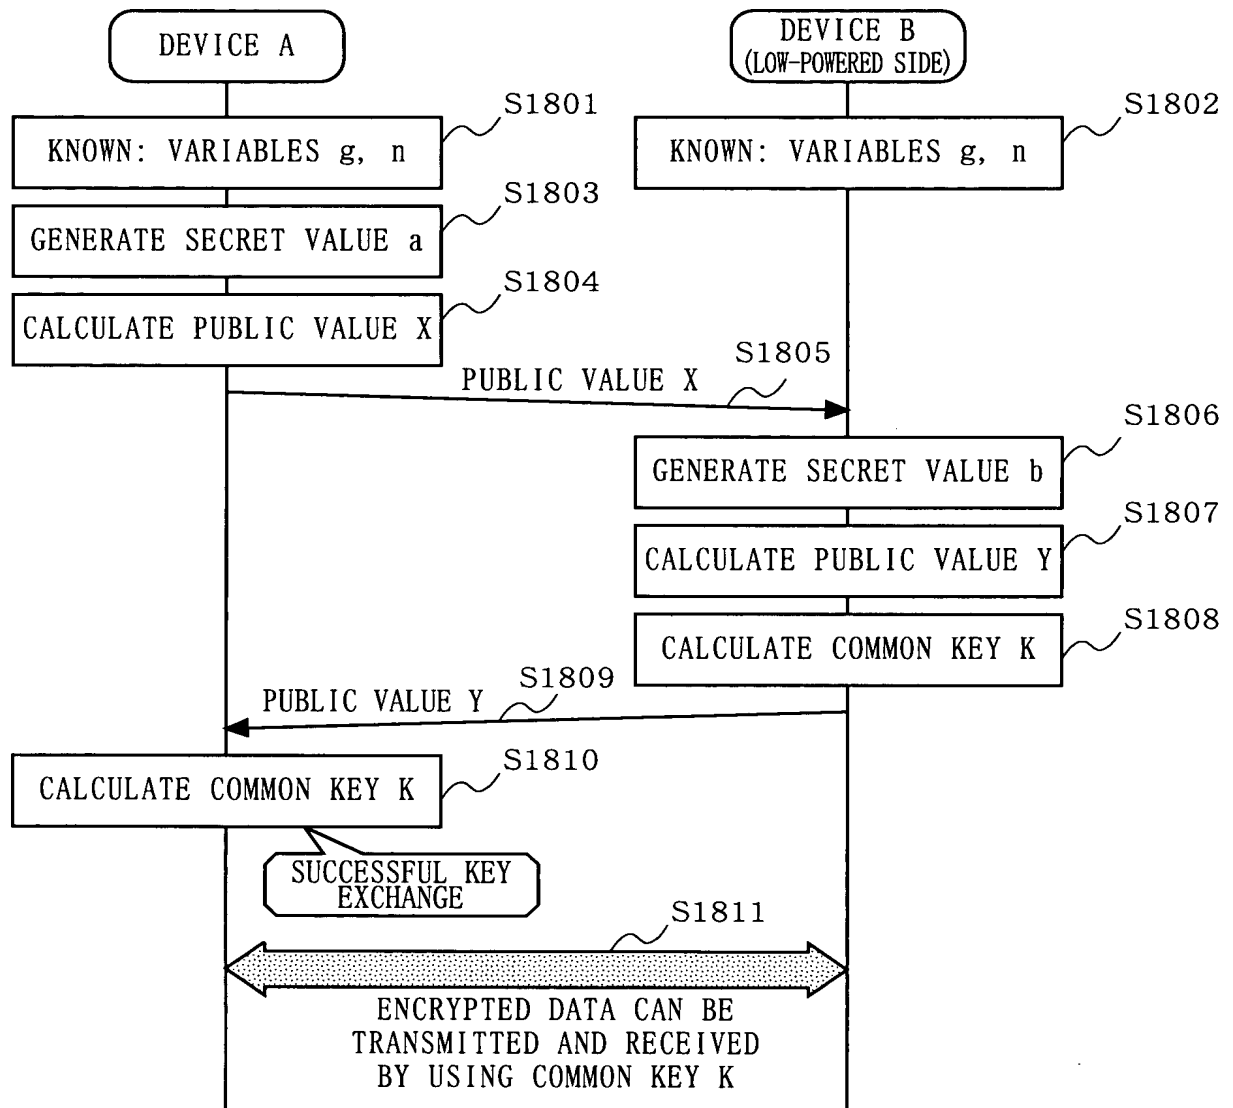 DEVICE A
DEVICE B
(LOW-POWERED SIDE)
S1801
S1802
KNOWN: VARIABLES g, n
KNOWN: VARIABLES g, n
S1803
GENERATE SECRET VALUE a
S1804
CALCULATE PUBLIC VALUE X
S1805
PUBLIC VALUE X
S1806
GENERATE SECRET VALUE b
S1807
CALCULATE PUBLIC VALUE Y
S1808
CALCULATE COMMON KEY K
S1809
PUBLIC VALUE Y
S1810
CALCULATE COMMON KEY K
SUCCESSFUL KEY
EXCHANGE
S1811
ENCRYPTED DATA CAN BE
TRANSMITTED AND RECEIVED
BY USING COMMON KEY K